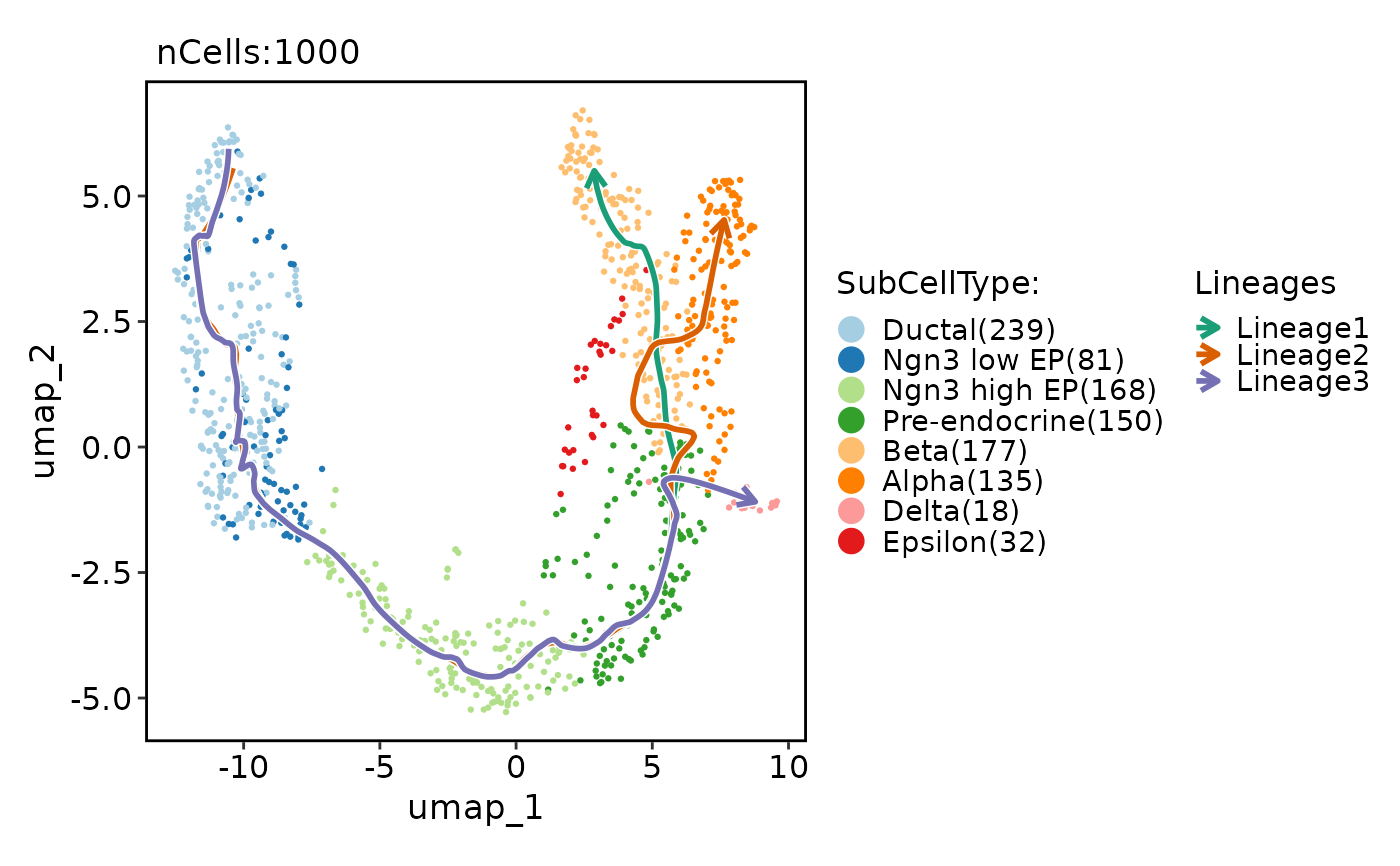 nCells:1000
umap_2
5.0
2.5
0.0
-2.5
-5.0
-10
-5
0
5
10
umap_1
SubCellType:
Ductal(239)
Ngn3 low EP(81)
Ngn3 high EP(168)
Pre-endocrine(150)
Beta(177)
Alpha(135)
Delta(18)
Epsilon(32)
Lineages
Lineage1
Lineage2
Lineage3